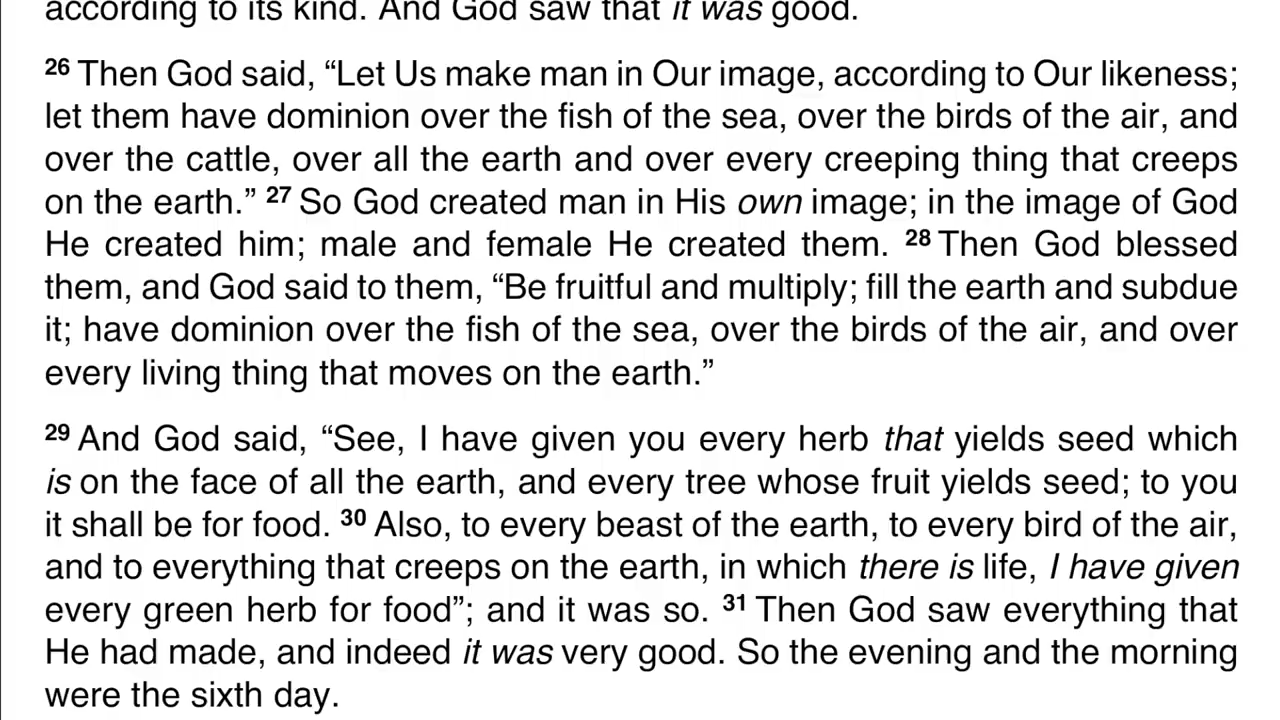 according to its kind. And God saw that it was good.
26 Then God said, “Let Us make man in Our image, according to Our likeness;
let them have dominion over the fish of the sea, over the birds of the air, and
over the cattle, over all the earth and over every creeping thing that creeps
on the earth.” 27 So God created man in His own image; in the image of God
He created him; male and female He created them. 28 Then God blessed
them, and God said to them, “Be fruitful and multiply; fill the earth and subdue
it; have dominion over the fish of the sea, over the birds of the air, and over
every living thing that moves on the earth.”
29 And God said, “See, I have given you every herb that yields seed which
is on the face of all the earth, and every tree whose fruit yields seed; to you
it shall be for food. 30 Also, to every beast of the earth, to every bird of the air,
and to everything that creeps on the earth, in which there is life, I have given
every green herb for food”; and it was so. 31 Then God saw everything that
He had made, and indeed it was very good. So the evening and the morning
were the sixth day.